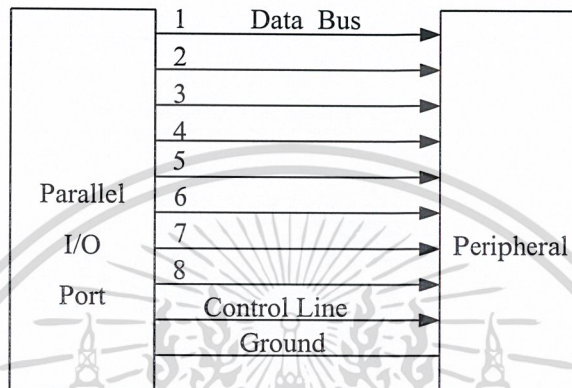 1 Data Bus
2
3
4
5
6
7
8
Control Line
Ground
Parallel
I/O
Port
Peripheral